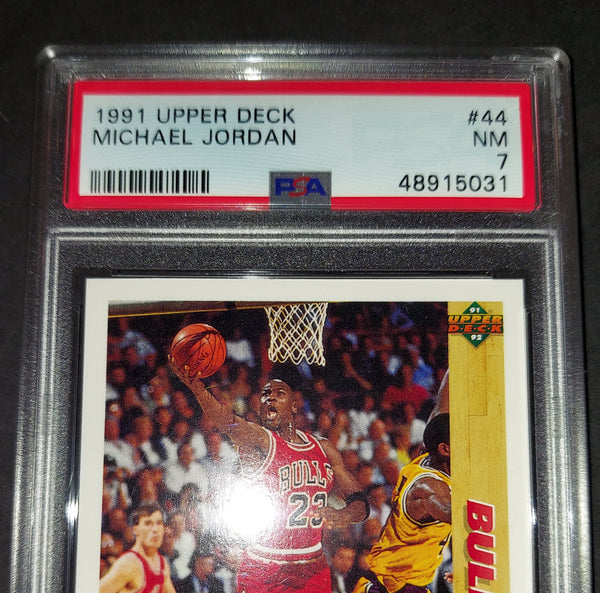 1991 UPPER DECK #44
MICHAEL JORDAN NM
7
PSA 48915031
91
UPPER
DECK
92
BULLS
23
BUL